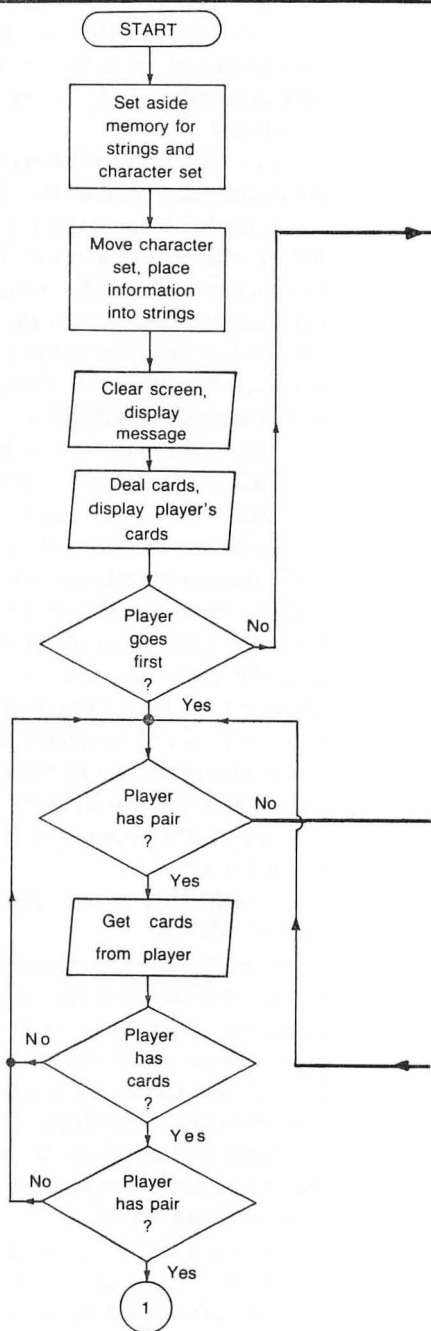 START
Set aside
memory for
strings and
character set
Move character
set, place
information
into strings
Clear screen,
display
message
Deal cards,
display player's
cards
Player
goes
first
?
No
Yes
Player
has pair
?
No
Yes
Get cards
from player
Player
has
cards
?
No
Yes
Player
has pair
?
No
Yes
1